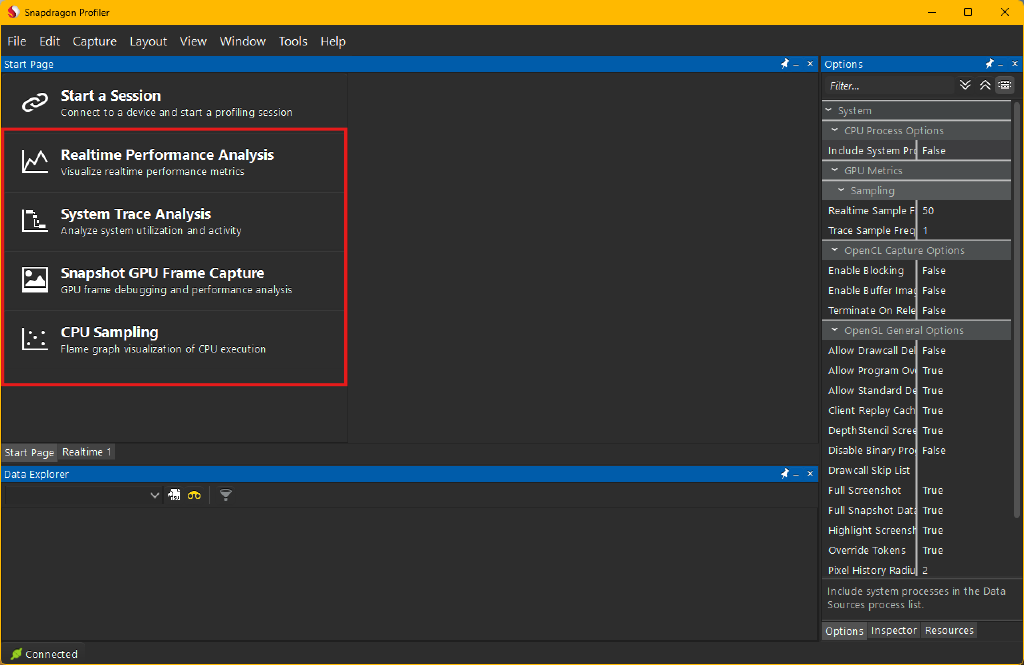 Snapdragon Profiler
File Edit Capture Layout View Window Tools Help
Start Page
Start a Session
Connect to a device and start a profiling session
Realtime Performance Analysis
Visualize realtime performance metrics
System Trace Analysis
Analyze system utilization and activity
Snapshot GPU Frame Capture
GPU frame debugging and performance analysis
CPU Sampling
Flame graph visualization of CPU execution
Start Page Realtime 1
Data Explorer
Connected
Options
Filter...
System
CPU Process Options
Include System Pr False
GPU Metrics
Sampling
Realtime Sample F 50
Trace Sample Freq 1
OpenCL Capture Options
Enable Blocking False
Enable Buffer Imag False
Terminate On Rele False
OpenGL General Options
Allow Drawcall Del False
Allow Program Ov True
Allow Standard De True
Client Replay Cach True
DepthStencil Scree True
Disable Binary Pro False
Drawcall Skip List
Full Screenshot True
Full Snapshot Data True
Highlight Screensh True
Override Tokens True
Pixel History Radiu 2
Include system processes in the Data
Sources process list.
Options Inspector Resources